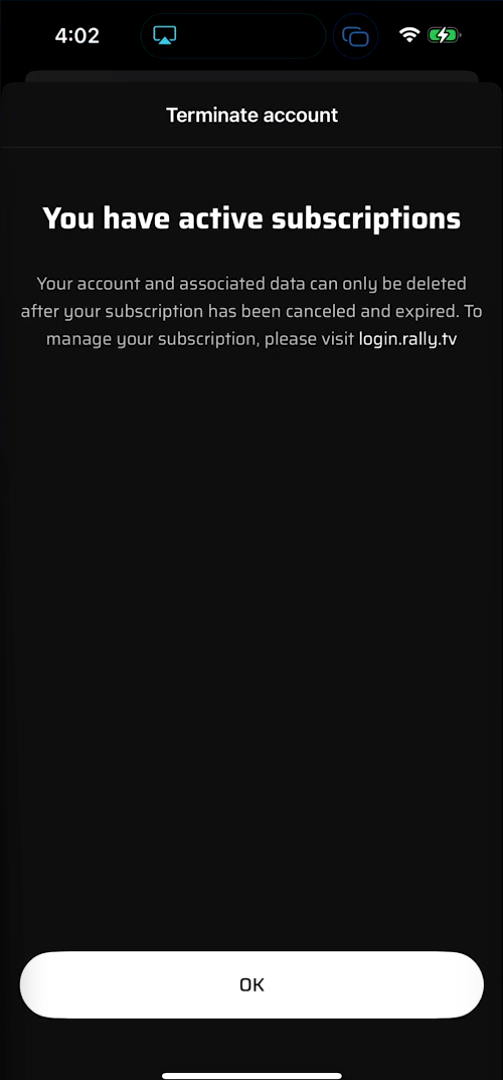 4:02
Terminate account
You have active subscriptions
Your account and associated data can only be deleted
after your subscription has been canceled and expired. To
manage your subscription, please visit login.rally.tv
OK